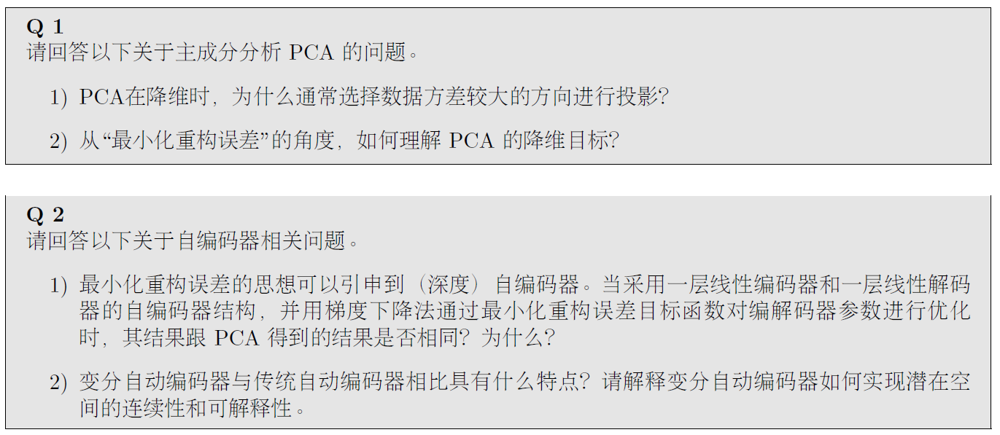 Q 1
请回答以下关于主成分分析 PCA 的问题。
1) PCA在降维时，为什么通常选择数据方差较大的方向进行投影？
2) 从“最小化重构误差”的角度，如何理解 PCA 的降维目标？
Q 2
请回答以下关于自编码器相关问题。
1) 最小化重构误差的思想可以引申到（深度）自编码器。当采用一层线性编码器和一层线性解码
器的自编码器结构，并用梯度下降法通过最小化重构误差目标函数对编解码器参数进行优化
时，其结果跟 PCA 得到的结果是否相同？为什么？
2) 变分自动编码器与传统自动编码器相比具有什么特点？请解释变分自动编码器如何实现潜在空
间的连续性和可解释性。